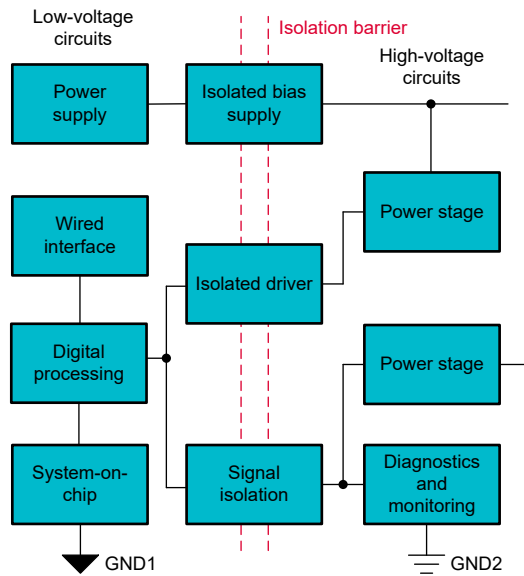 Low-voltage
circuits
Isolation barrier
High-voltage
circuits
Power
supply
Isolated bias
supply
Wired
interface
Isolated driver
Power stage
Digital
processing
Power stage
System-on-
chip
Signal
isolation
Diagnostics
and
monitoring
GND1
GND2